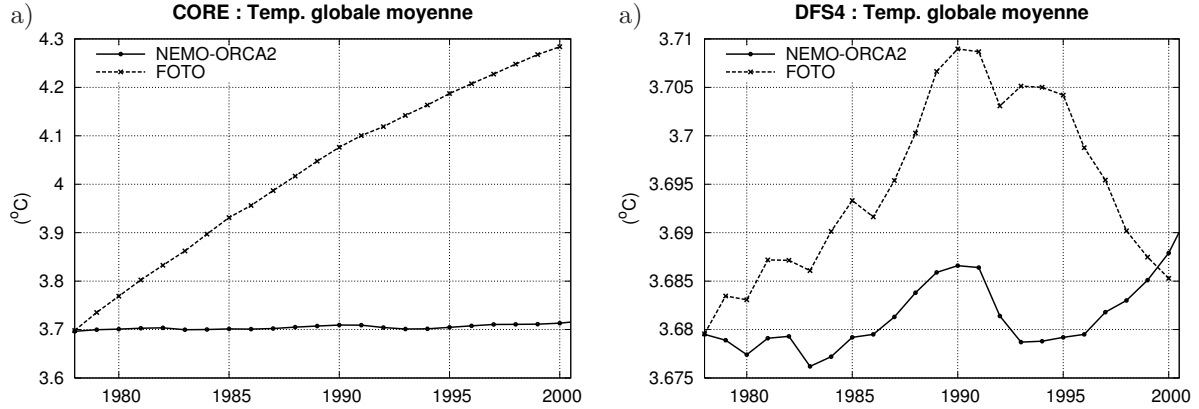 a)
CORE : Temp. globale moyenne
4.3
4.2
4.1
4
3.9
3.8
3.7
3.6
(°C)
NEMO-ORCA2
FOTO
1980
1985
1990
1995
2000
a)
DFS4 : Temp. globale moyenne
3.71
3.705
3.7
3.695
3.69
3.685
3.68
3.675
(°C)
NEMO-ORCA2
FOTO
1980
1985
1990
1995
2000